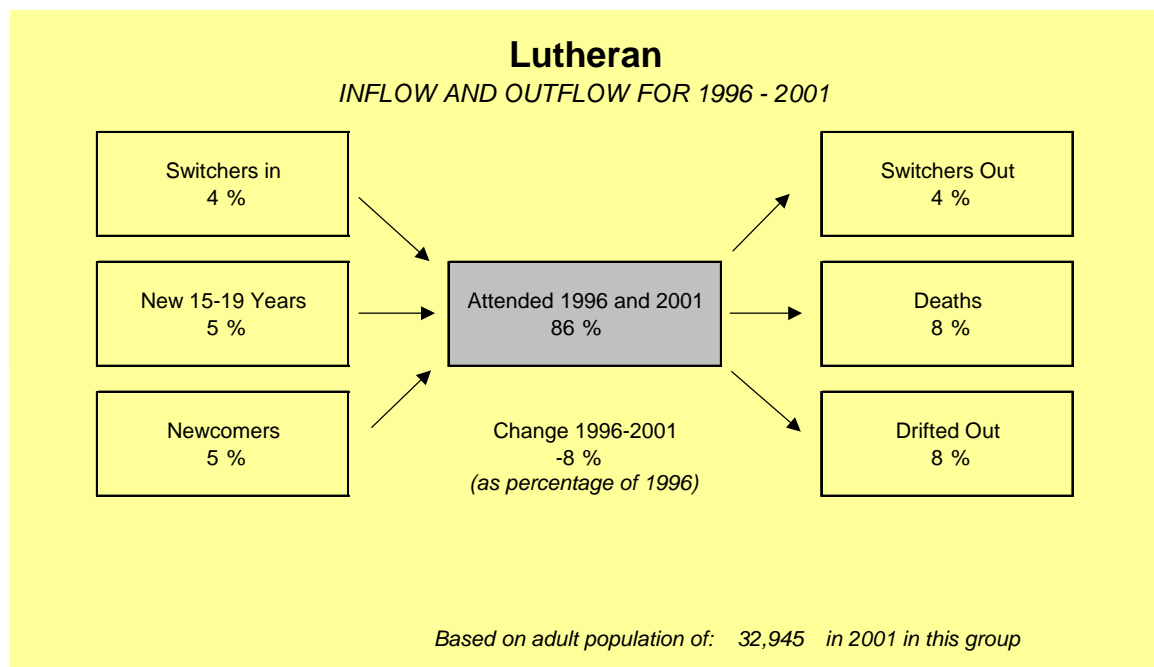 Lutheran
INFLOW AND OUTFLOW FOR 1996 - 2001
Switchers in
4 %
Switchers Out
4 %
New 15-19 Years
5 %
Attended 1996 and 2001
86 %
Deaths
8 %
Newcomers
5 %
Change 1996-2001
-8 %
(as percentage of 1996)
Drifted Out
8 %
Based on adult population of: 32,945 in 2001 in this group